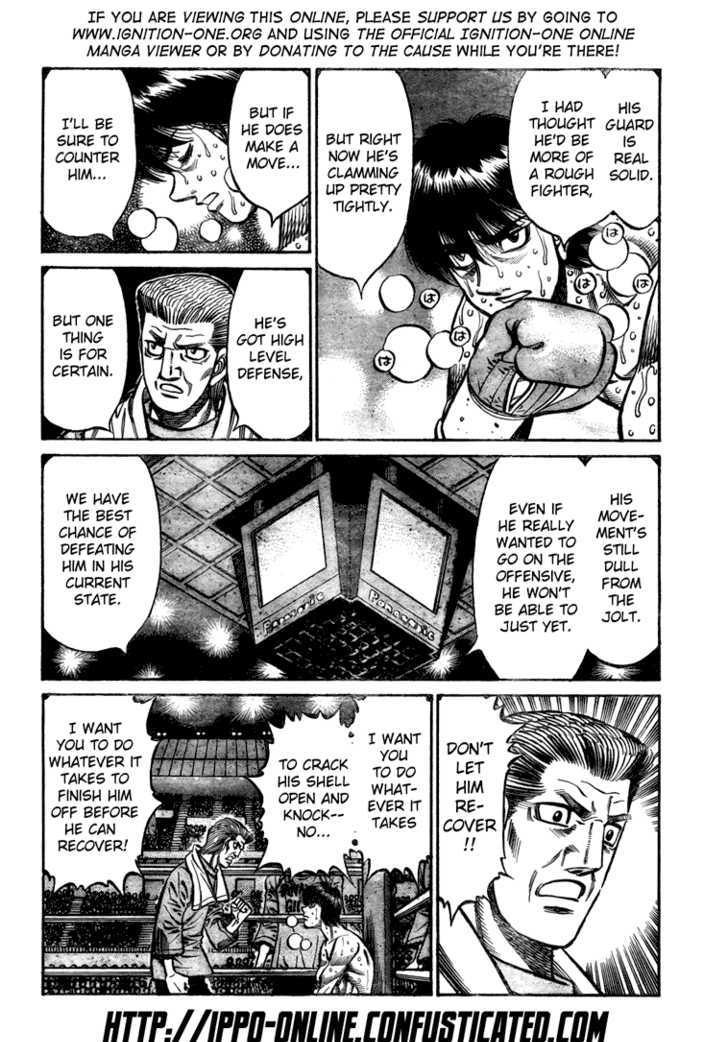 IF YOU ARE VIEWING THIS ONLINE, PLEASE SUPPORT US BY GOING TO
WWW.IGNITION-ONE.ORG AND USING THE OFFICIAL IGNITION-ONE ONLINE
MANGA VIEWER OR BY DONATING TO THE CAUSE WHILE YOU'RE THERE!
HIS
GUARD
IS
REAL
SOLID.
I HAD
THOUGHT
HE'D BE
MORE OF
A ROUGH
FIGHTER,
BUT RIGHT
NOW HE'S
CLAMMING
UP PRETTY
TIGHTLY.
は
は
は
は
は
は
BUT IF
HE DOES
MAKE A
MOVE...
I'LL BE
SURE TO
COUNTER
HIM...
HE'S
GOT HIGH
LEVEL
DEFENSE,
BUT ONE
THING
IS FOR
CERTAIN.
HIS
MOVE-
MENT'S
STILL
DULL
FROM
THE
JOLT.
EVEN IF
HE REALLY
WANTED TO
GO ON THE
OFFENSIVE,
HE WON'T
BE ABLE TO
JUST YET.
WE HAVE
THE BEST
CHANCE OF
DEFEATING
HIM IN HIS
CURRENT
STATE.
DON'T
LET
HIM
RE-
COVER
!!
I WANT
YOU
TO DO
WHAT-
EVER IT
TAKES
TO CRACK
HIS SHELL
OPEN AND
KNOCK--
NO...
I WANT
YOU TO DO
WHATEVER IT
TAKES TO
FINISH HIM
OFF BEFORE
HE CAN
RECOVER!
HTTP://IPPO-ONLINE.CONFUSTICATED.COM